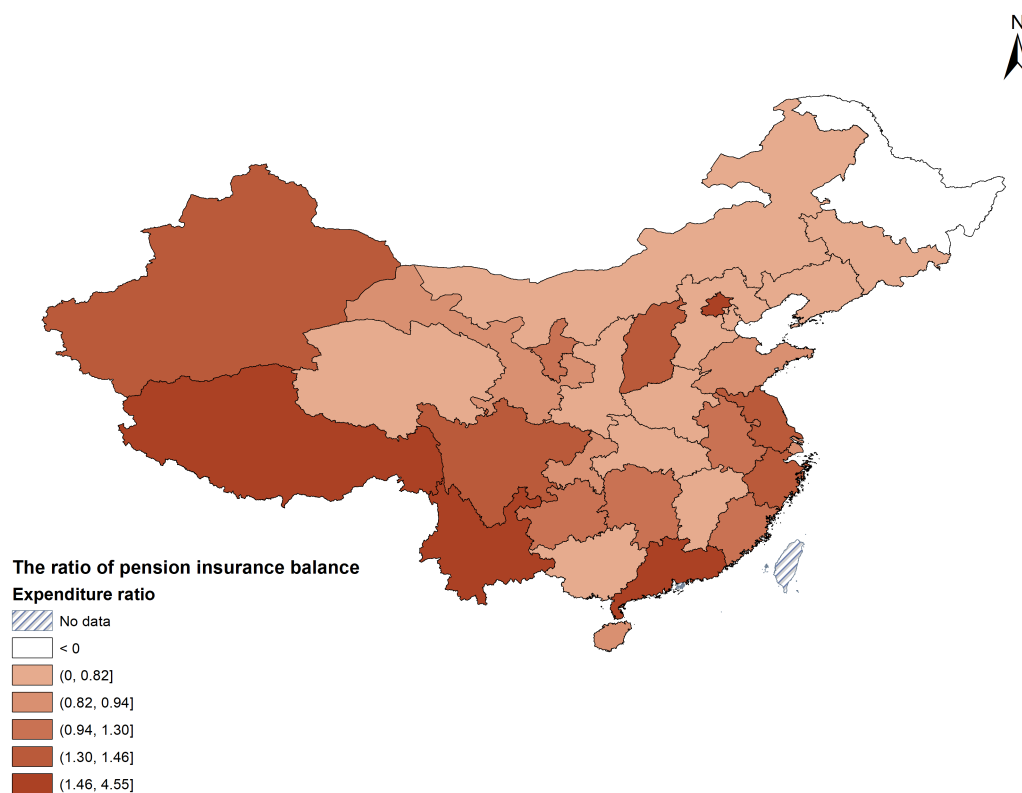 N
The ratio of pension insurance balance
Expenditure ratio
No data
< 0
(0, 0.82]
(0.82, 0.94]
(0.94, 1.30]
(1.30, 1.46]
(1.46, 4.55]